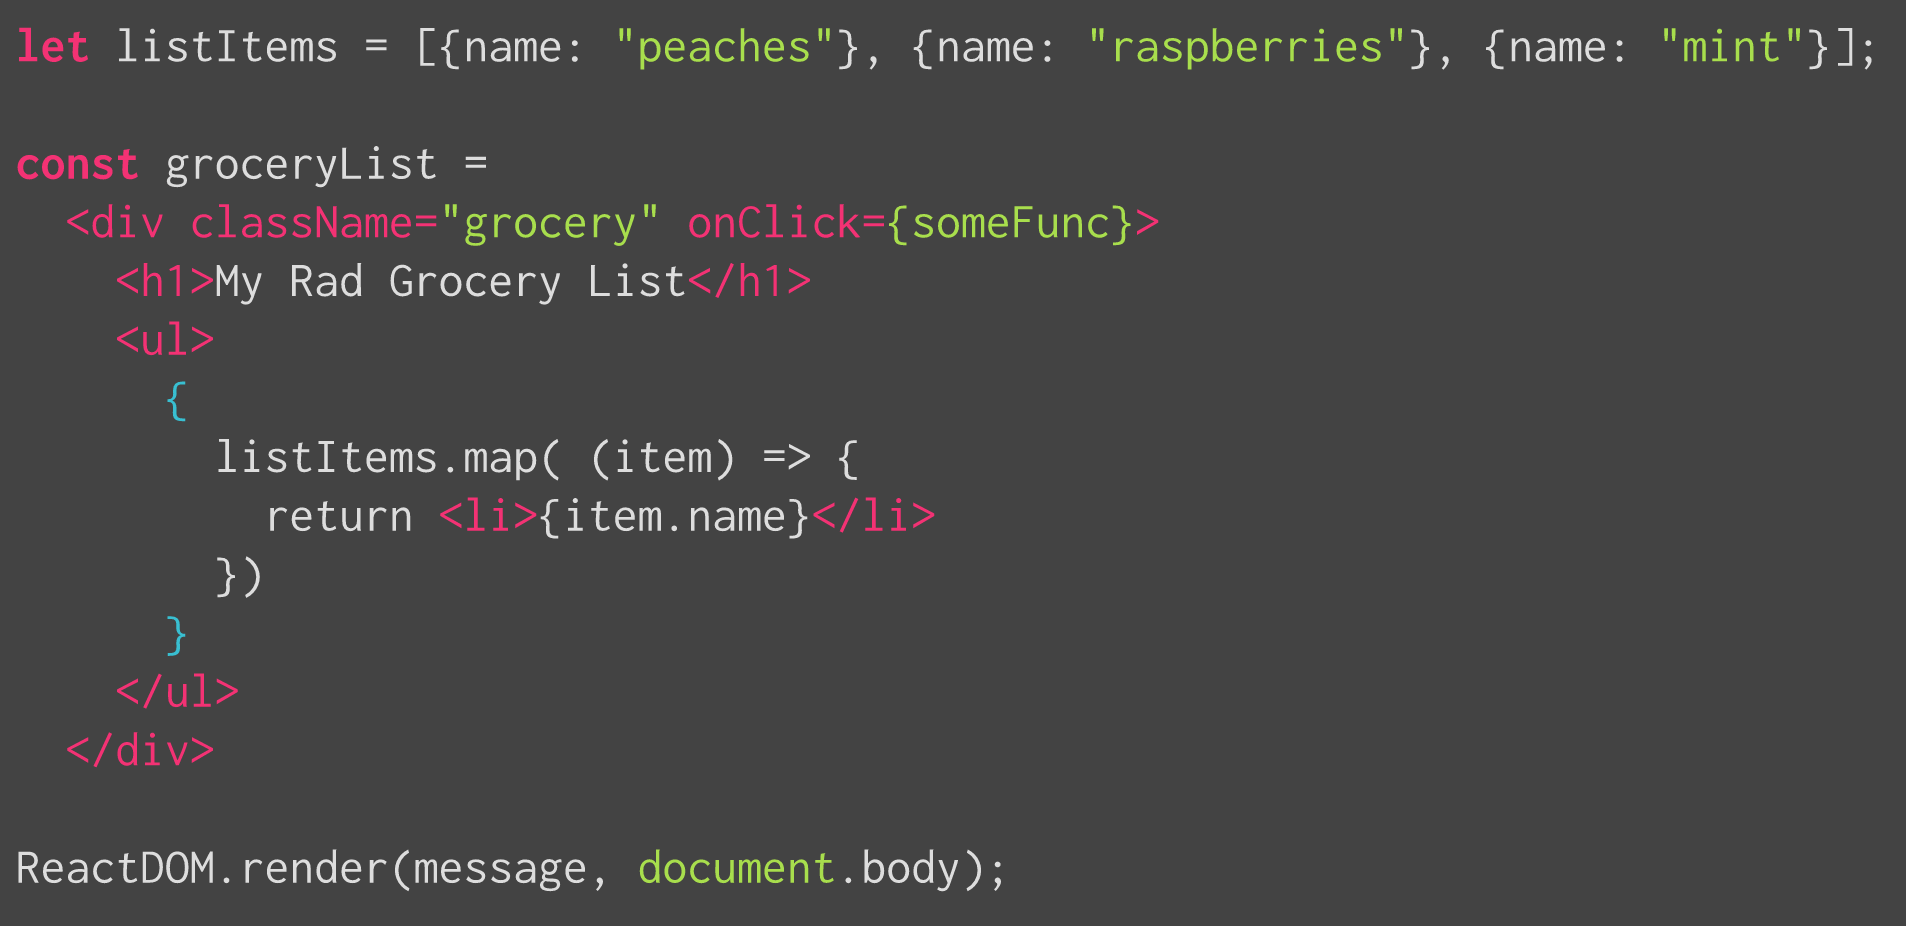 let listItems = [{name: "peaches"}, {name: "raspberries"}, {name: "mint"}];
const groceryList =
<div className="grocery" onClick={someFunc}>
<h1>My Rad Grocery List</h1>
<ul>
{
listItems.map( (item) => {
return <li>{item.name}</li>
})
}
</ul>
</div>
ReactDOM.render(message, document.body);